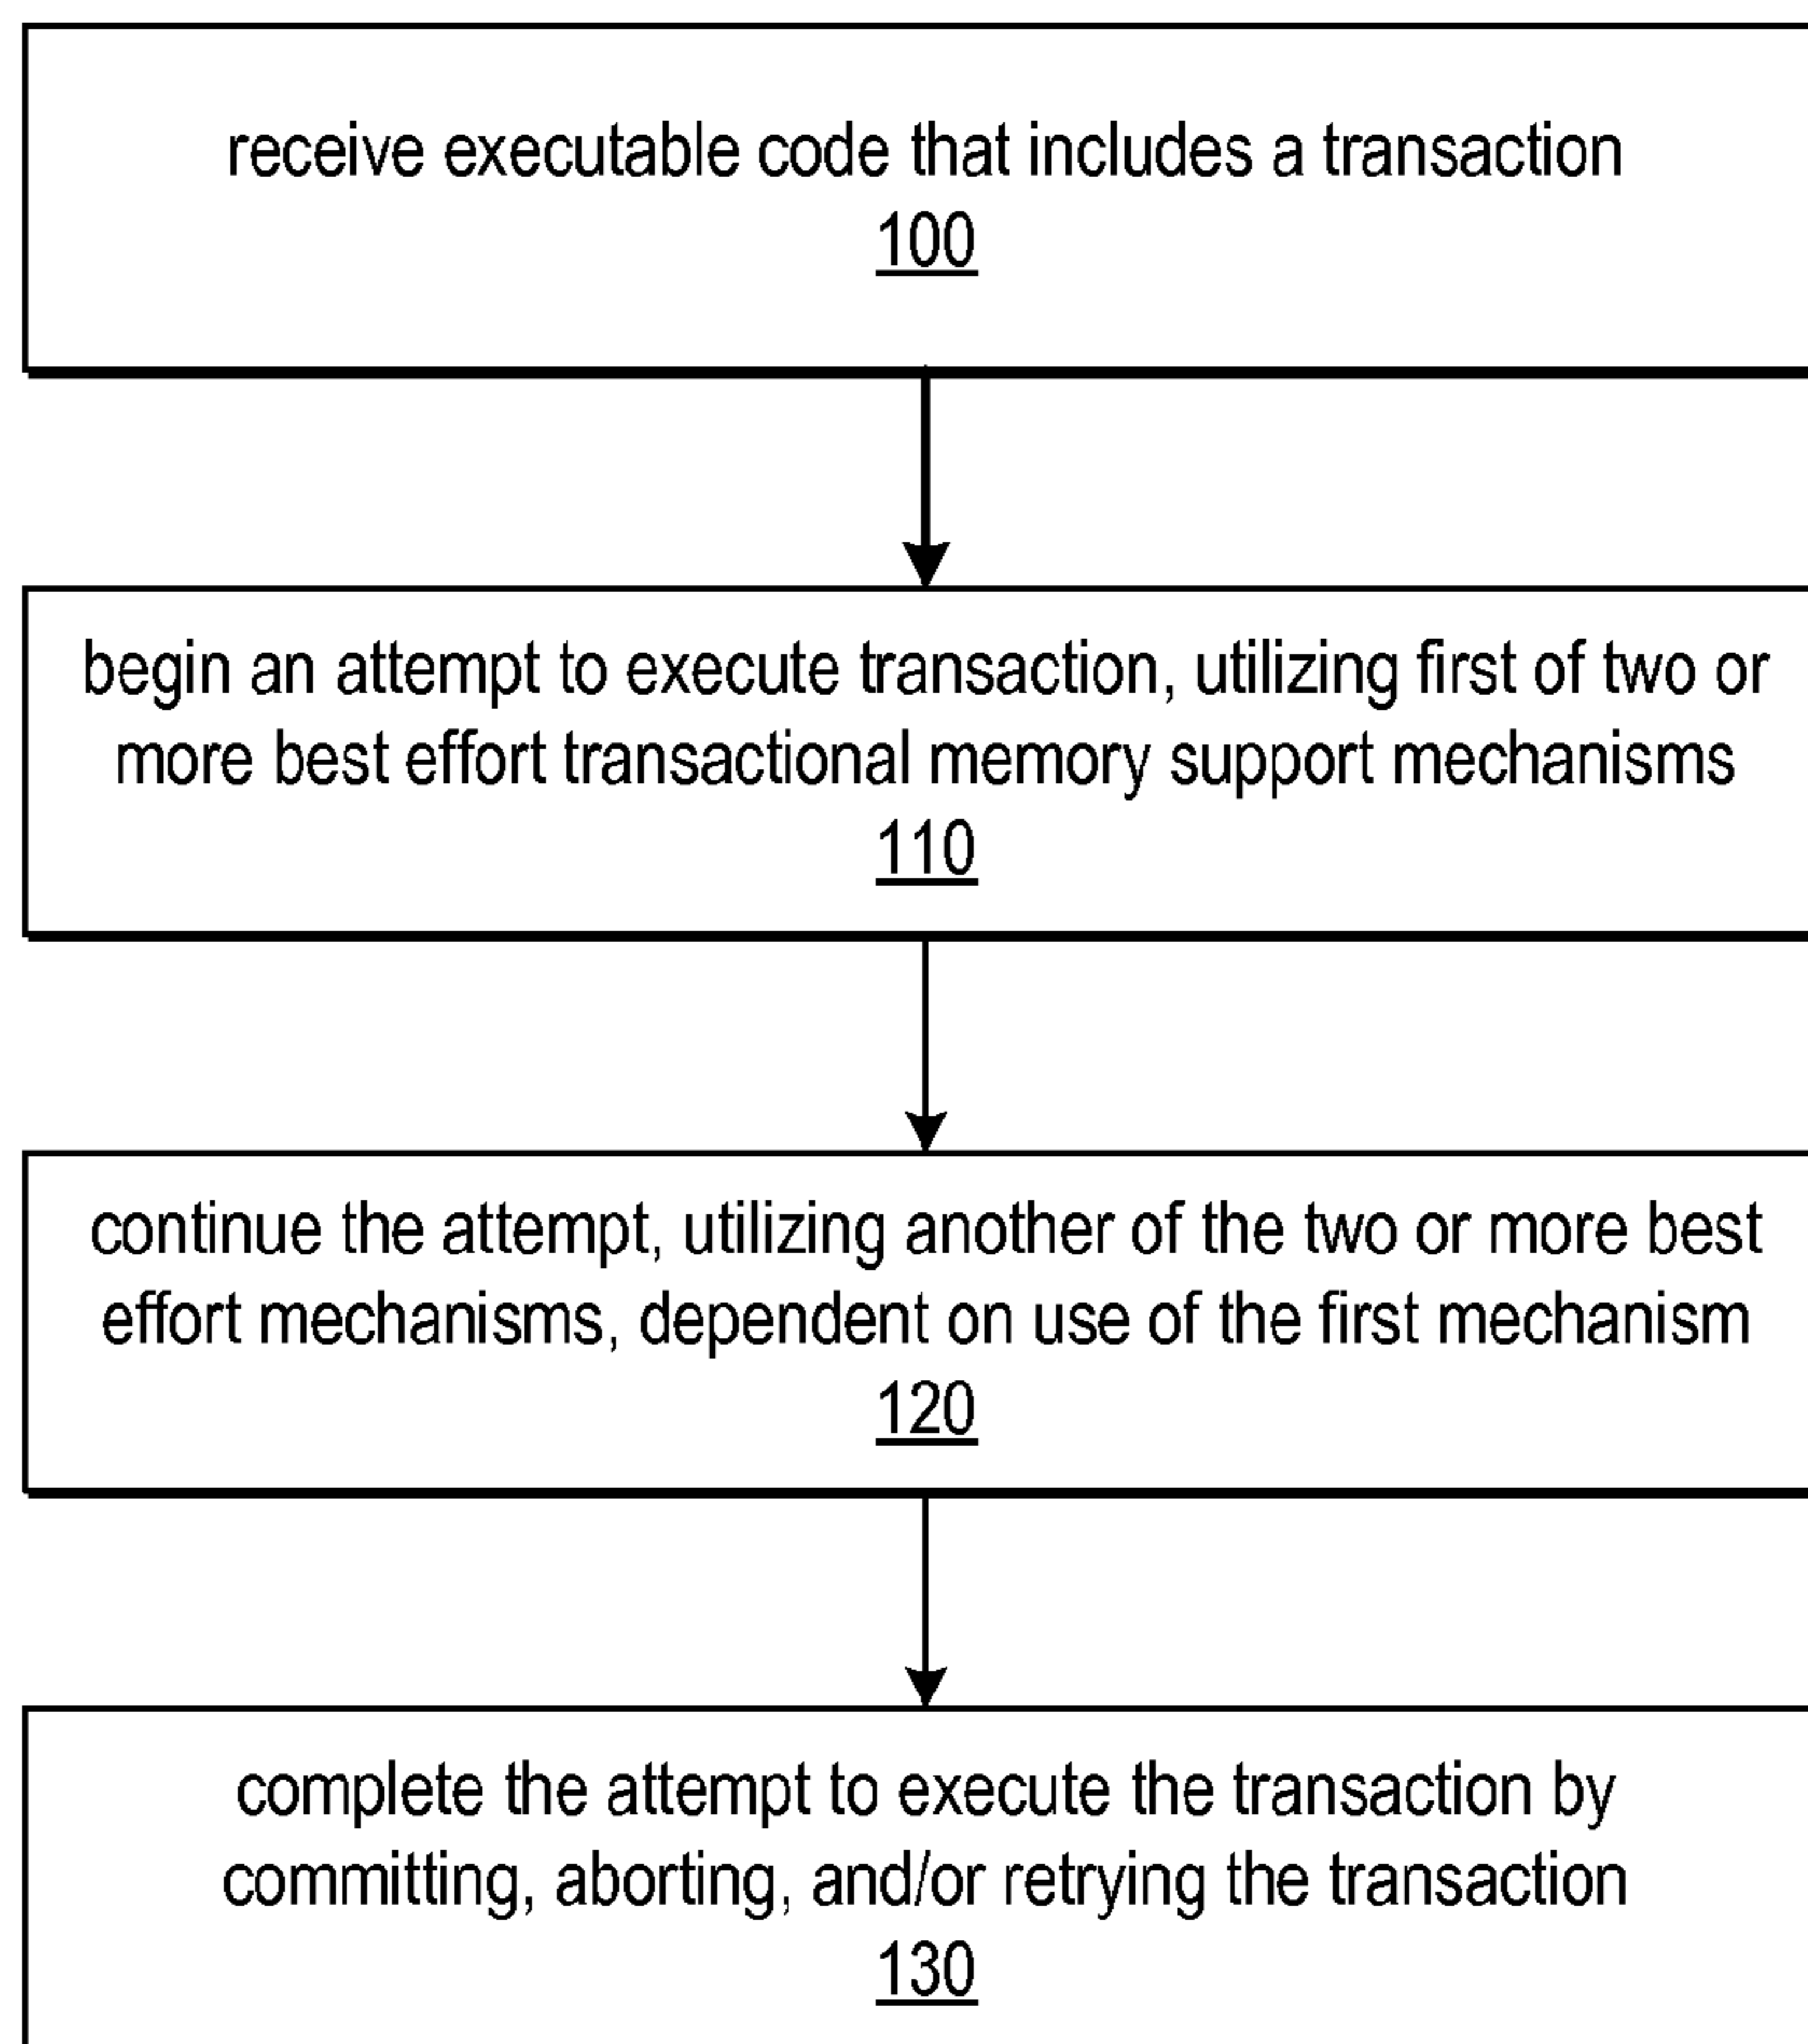 receive executable code that includes a transaction
100
begin an attempt to execute transaction, utilizing first of two or
more best effort transactional memory support mechanisms
110
continue the attempt, utilizing another of the two or more best
effort mechanisms, dependent on use of the first mechanism
120
complete the attempt to execute the transaction by
committing, aborting, and/or retrying the transaction
130